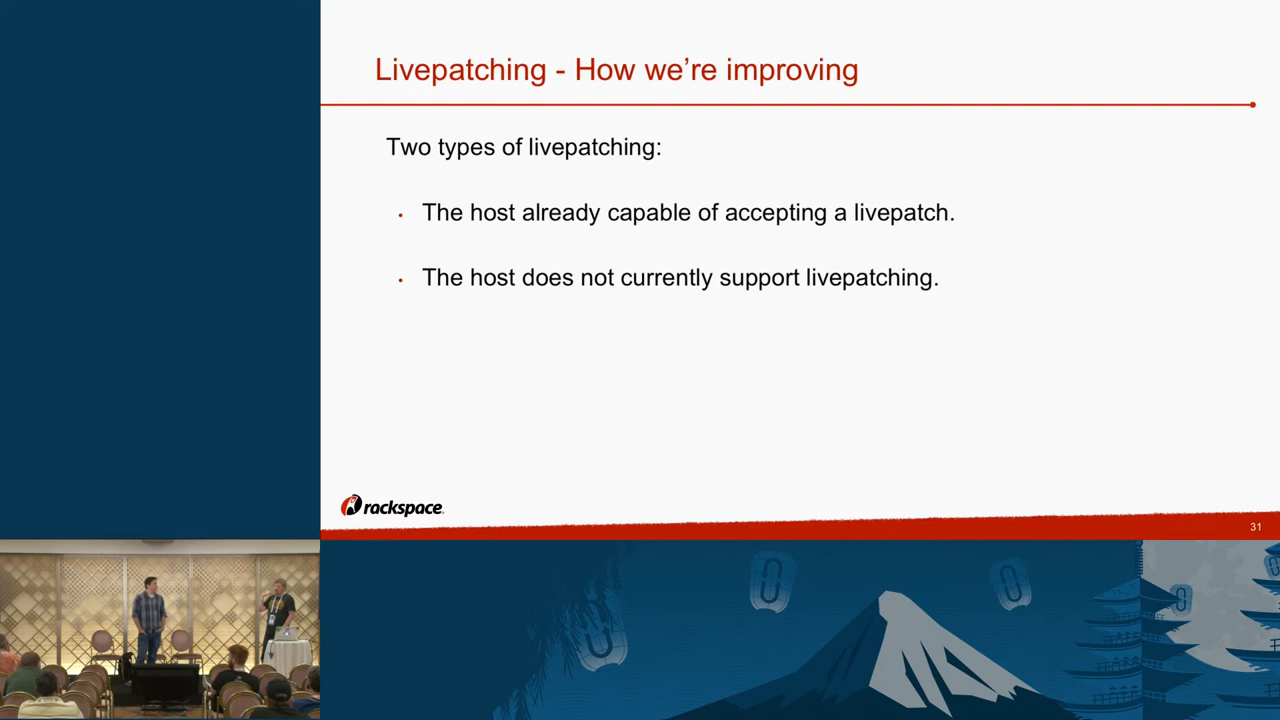 Livepatching - How we're improving
Two types of livepatching:
• The host already capable of accepting a livepatch.
• The host does not currently support livepatching.
rackspace
31